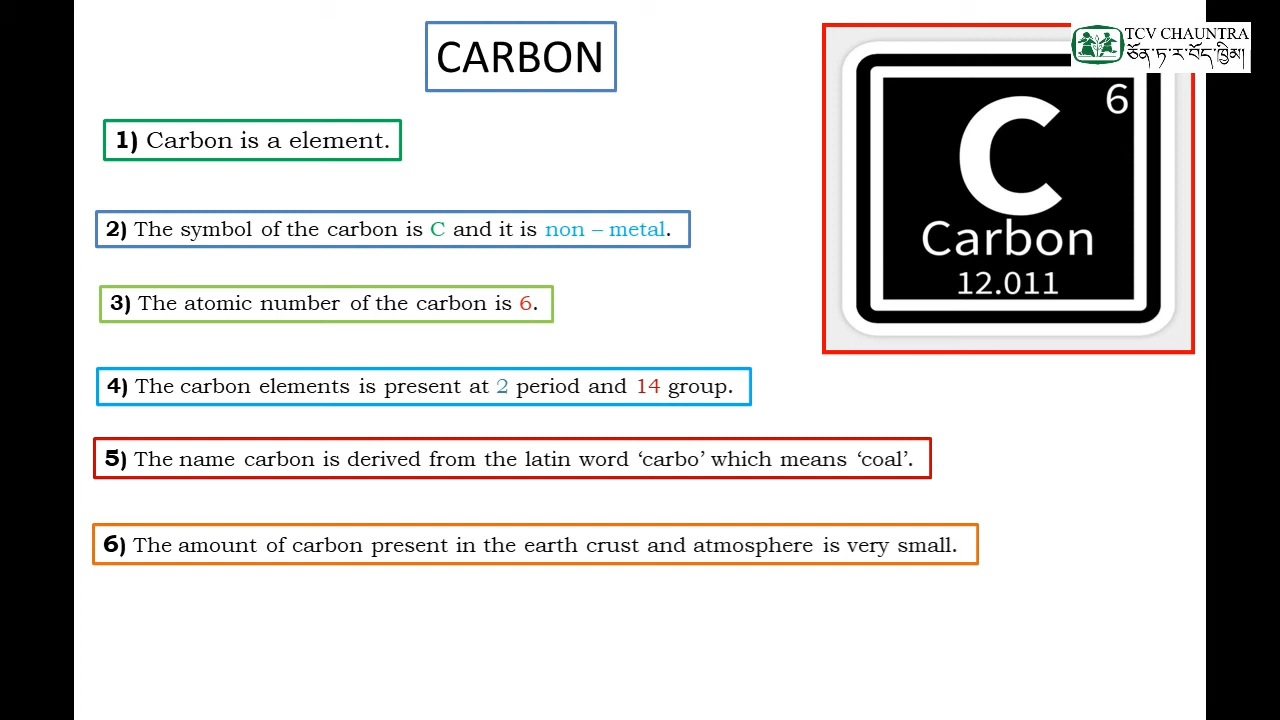 CARBON
TCV CHAUNTRA
ཅོན་ཏ་ར་བོད་ཁྱིམ།
6
C
Carbon
12.011
1) Carbon is a element.
2) The symbol of the carbon is C and it is non – metal.
3) The atomic number of the carbon is 6.
4) The carbon elements is present at 2 period and 14 group.
5) The name carbon is derived from the latin word ‘carbo’ which means ‘coal’.
6) The amount of carbon present in the earth crust and atmosphere is very small.